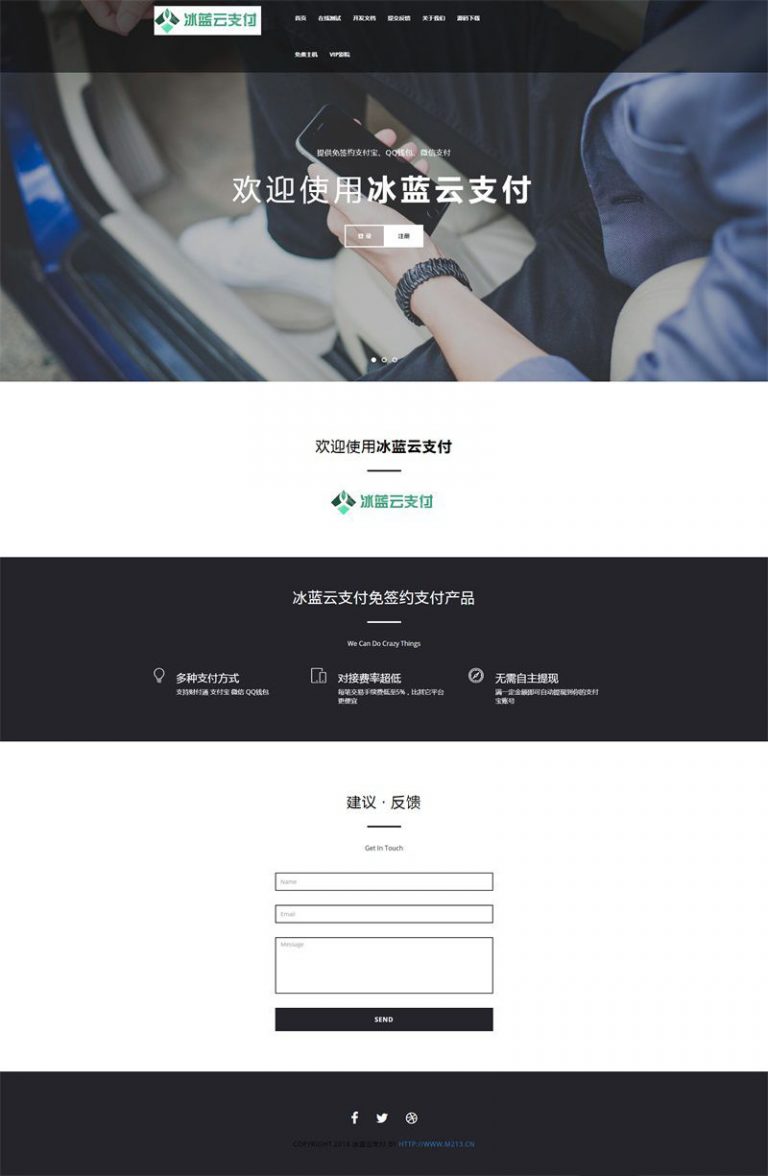 冰蓝云支付
首页 在线测试 开发文档 提交反馈 关于我们 源码下载
免费主机 VIP影院
提供免签约支付宝、QQ钱包、微信支付
欢迎使用冰蓝云支付
登 录 注册
欢迎使用冰蓝云支付
冰蓝云支付
冰蓝云支付免签约支付产品
We Can Do Crazy Things
多种支付方式
支持财付通 支付宝 微信 QQ钱包
对接费率超低
每笔交易手续费低至5%，比其它平台
更便宜
无需自主提现
满一定金额即可自动提现到你的支付
宝账号
建议 · 反馈
Get In Touch
Name
Email
Message
SEND
COPYRIGHT 2018 冰蓝云支付 BY HTTP://WWW.M213.CN